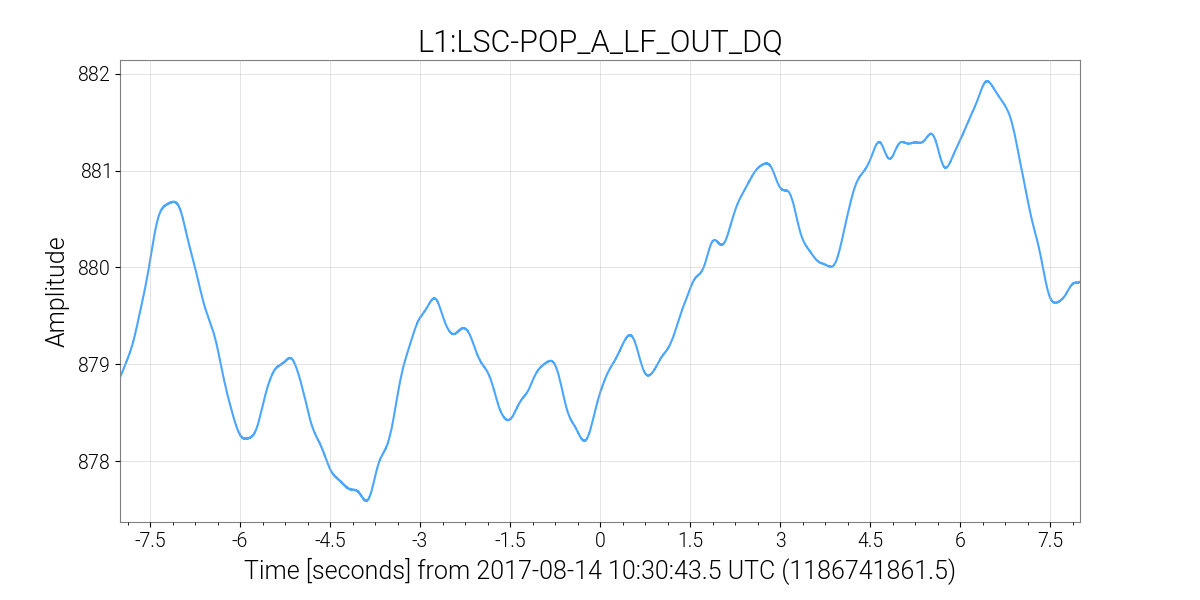 L1:LSC-POP_A_LF_OUT_DQ
882
881
880
879
878
Amplitude
-7.5 -6 -4.5 -3 -1.5 0 1.5 3 4.5 6 7.5
Time [seconds] from 2017-08-14 10:30:43.5 UTC (1186741861.5)